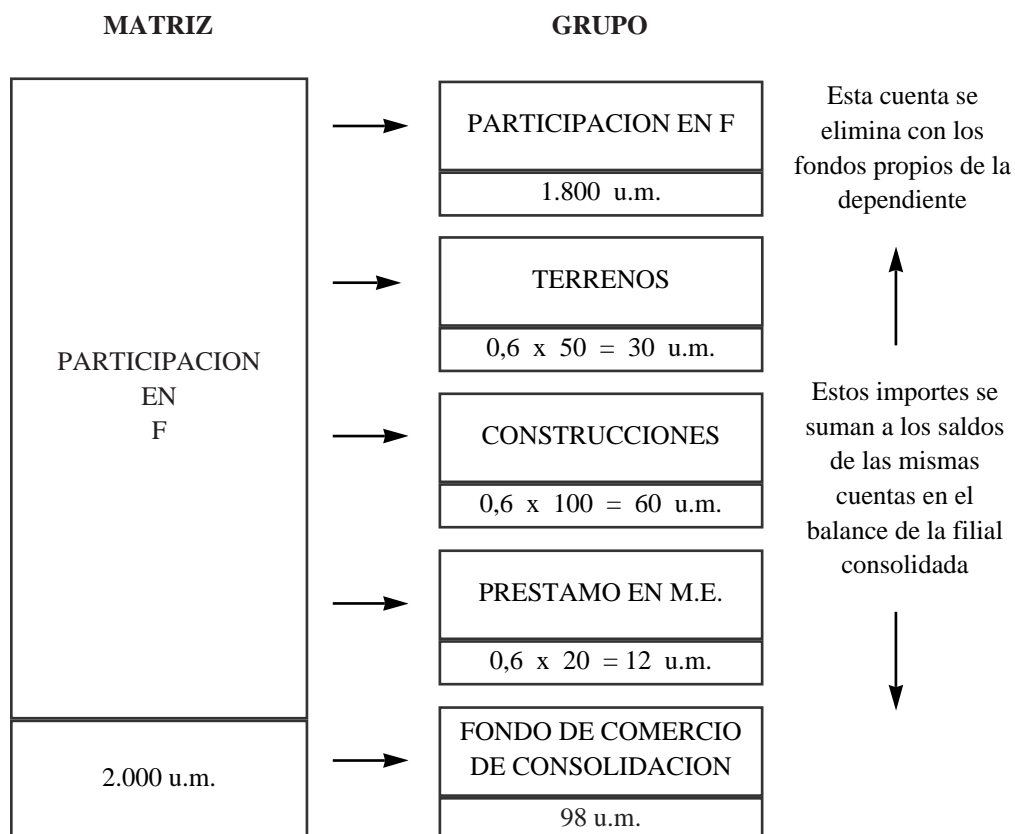 MATRIZ
GRUPO
PARTICIPACION
EN
F
2.000 u.m.
PARTICIPACION EN F
1.800 u.m.
TERRENOS
0,6 x 50 = 30 u.m.
CONSTRUCCIONES
0,6 x 100 = 60 u.m.
PRESTAMO EN M.E.
0,6 x 20 = 12 u.m.
FONDO DE COMERCIO
DE CONSOLIDACION
98 u.m.
Esta cuenta se
elimina con los
fondos propios de la
dependiente
Estos importes se
suman a los saldos
de las mismas
cuentas en el
balance de la filial
consolidada